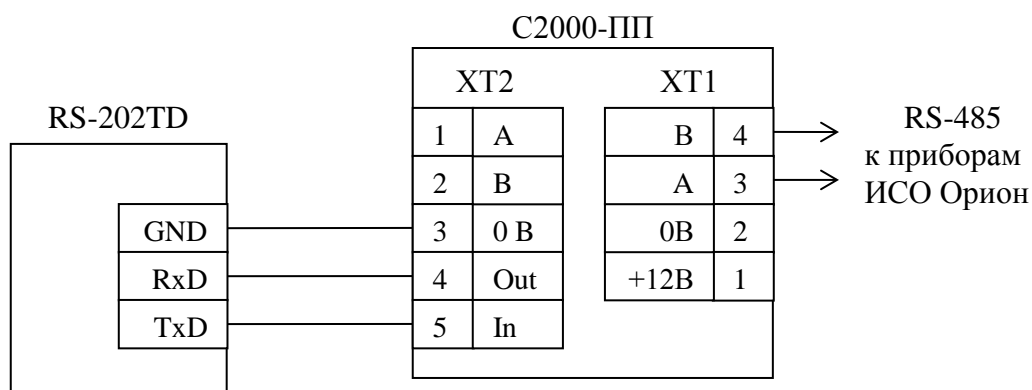 С2000-ПП
RS-202TD
XT2
XT1
GND
RxD
TxD
1 A
2 B
3 0 В
4 Out
5 In
B 4
A 3
0В 2
+12В 1
RS-485
к приборам
ИСО Орион